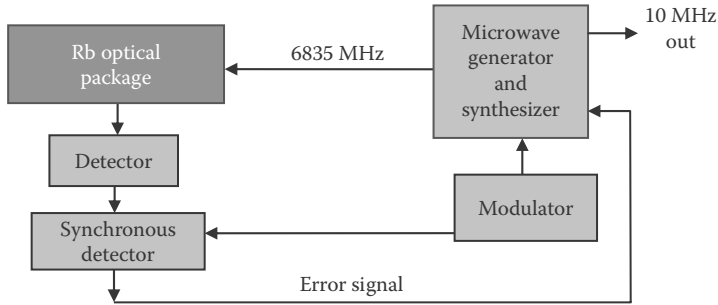 Rb optical
package
6835 MHz
Microwave
generator
and
synthesizer
10 MHz
out
Detector
Synchronous
detector
Modulator
Error signal